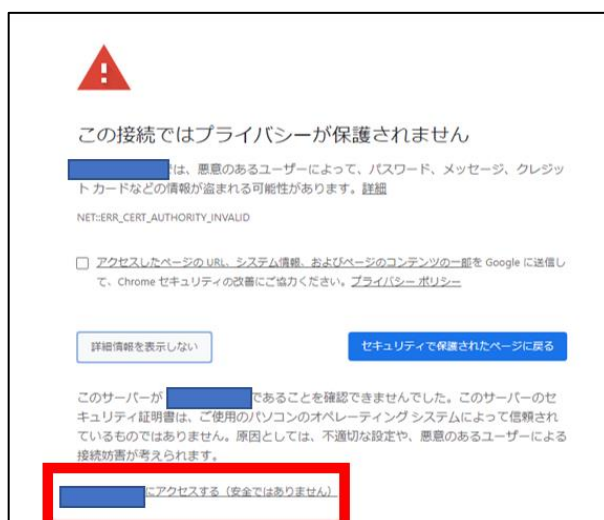 この接続ではプライバシーが保護されません
では、悪意のあるユーザーによって、パスワード、メッセージ、クレジッ
ト カードなどの情報が盗まれる可能性があります。詳細
NET::ERR_CERT_AUTHORITY_INVALID
アクセスしたページの URL、システム情報、およびページのコンテンツの一部を Google に送信し
て、Chrome セキュリティの改善にご協力ください。プライバシー ポリシー
詳細情報を表示しない
セキュリティで保護されたページに戻る
このサーバーが であることを確認できませんでした。このサーバーのセ
キュリティ証明書は、ご使用のパソコンのオペレーティング システムによって信頼され
ているものではありません。原因としては、不適切な設定や、悪意のあるユーザーによる
接続妨害が考えられます。
にアクセスする（安全ではありません）